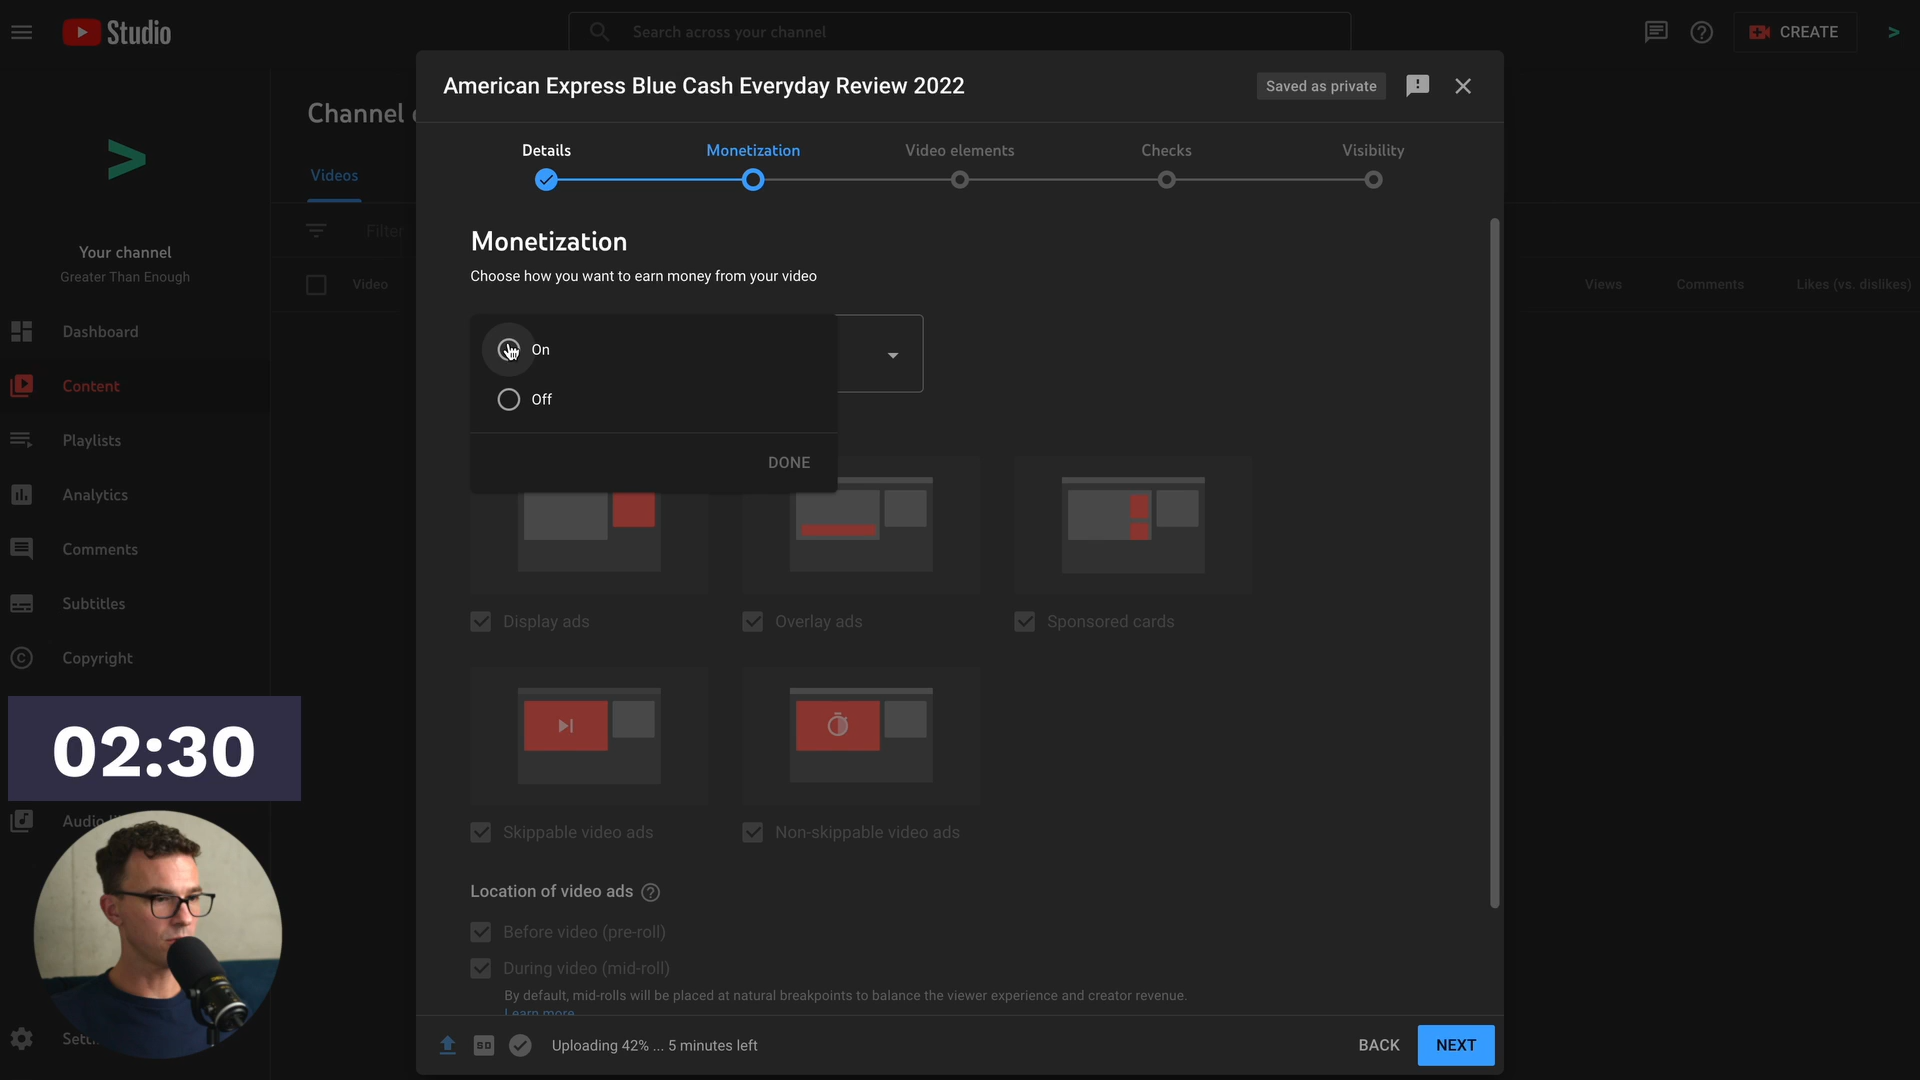 Studio
Search across your channel
CREATE
>
American Express Blue Cash Everyday Review 2022
Saved as private
Channel
Details
Monetization
Video elements
Checks
Visibility
Videos
Filter
Your channel
Greater Than Enough
Video
Views
Comments
Likes (vs. dislikes)
Monetization
Choose how you want to earn money from your video
On
Off
DONE
Dashboard
Content
Playlists
Analytics
Comments
Subtitles
Copyright
Display ads
Overlay ads
Sponsored cards
02:30
Skippable video ads
Non-skippable video ads
Audio
Location of video ads
Before video (pre-roll)
During video (mid-roll)
By default, mid-rolls will be placed at natural breakpoints to balance the viewer experience and creator revenue.
Learn more
SD
Uploading 42% ... 5 minutes left
BACK
NEXT